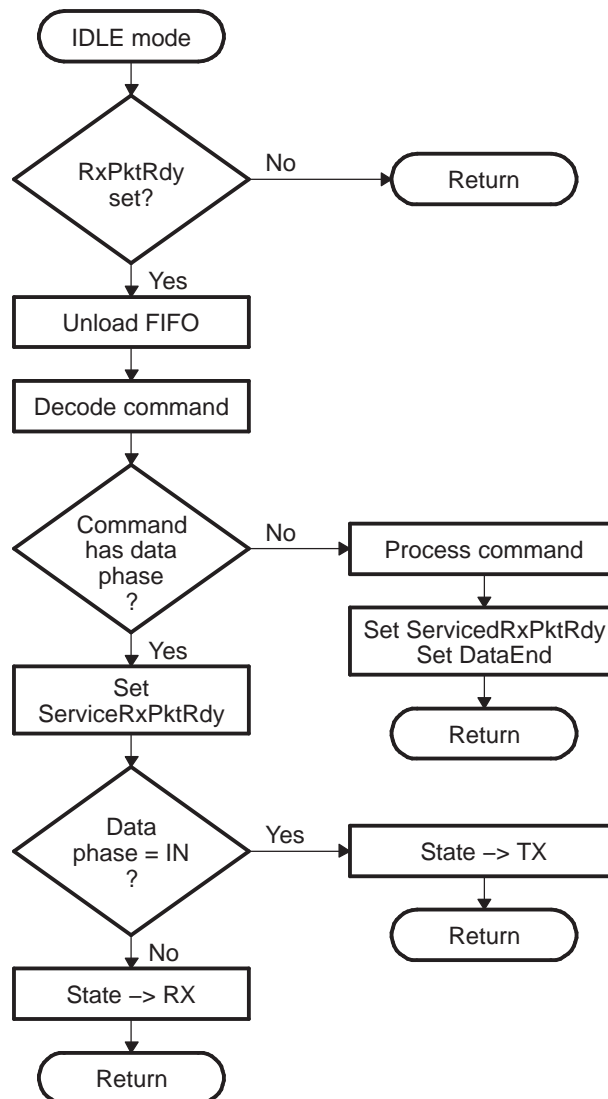 IDLE mode
RxPktRdy
set?
No
Return
Yes
Unload FIFO
Decode command
Command
has data
phase
?
No
Process command
Set ServicedRxPktRdy
Set DataEnd
Return
Yes
Set
ServiceRxPktRdy
Data
phase = IN
?
Yes
State –> TX
Return
No
State –> RX
Return